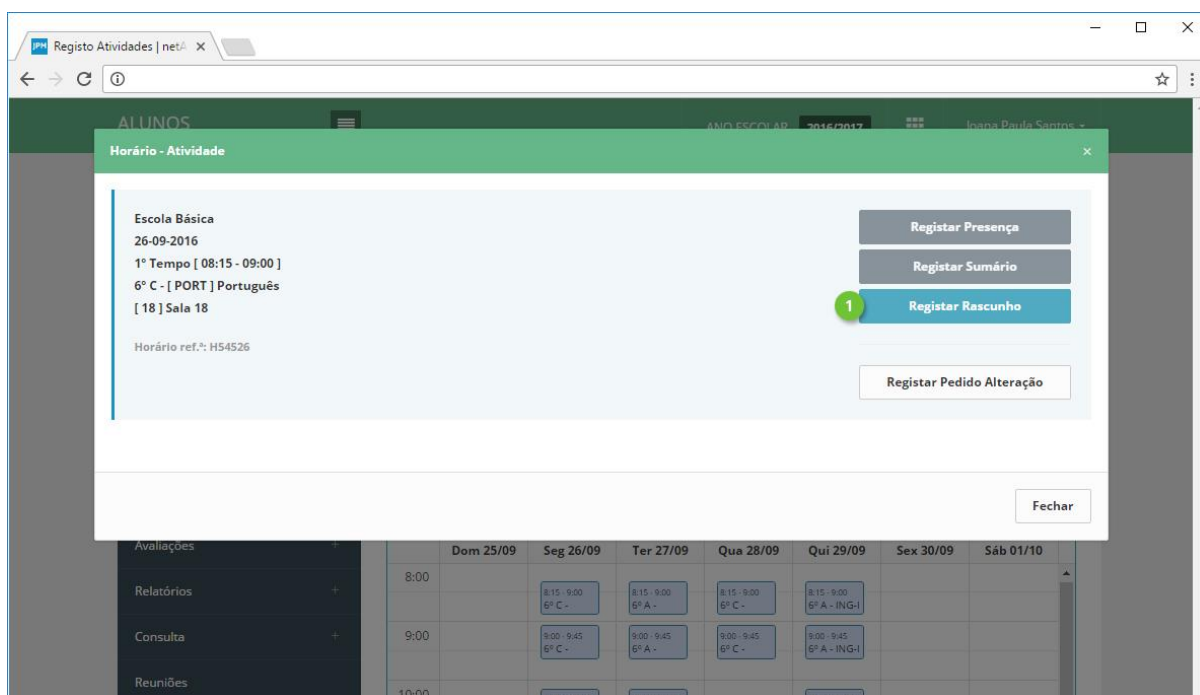 JPM Registo Atividades | netA
ALUNOS
ANO ESCOLAR 2016/2017 Joana Paula Santos
Horário - Atividade
Escola Básica
26-09-2016
1º Tempo [ 08:15 - 09:00 ]
6º C - [ PORT ] Português
[ 18 ] Sala 18
Horário ref.ª: H54526
Registar Presença
Registar Sumário
1 Registar Rascunho
Registar Pedido Alteração
Fechar
Avaliações +
Relatórios +
Consulta +
Reuniões
Dom 25/09 Seg 26/09 Ter 27/09 Qua 28/09 Qui 29/09 Sex 30/09 Sáb 01/10
8:00
8:15 - 9:00 8:15 - 9:00 8:15 - 9:00 8:15 - 9:00
6º C - 6º A - 6º C - 6º A - ING-I
9:00
9:00 - 9:45 9:00 - 9:45 9:00 - 9:45 9:00 - 9:45
6º C - 6º A - 6º C - 6º A - ING-I
10:00